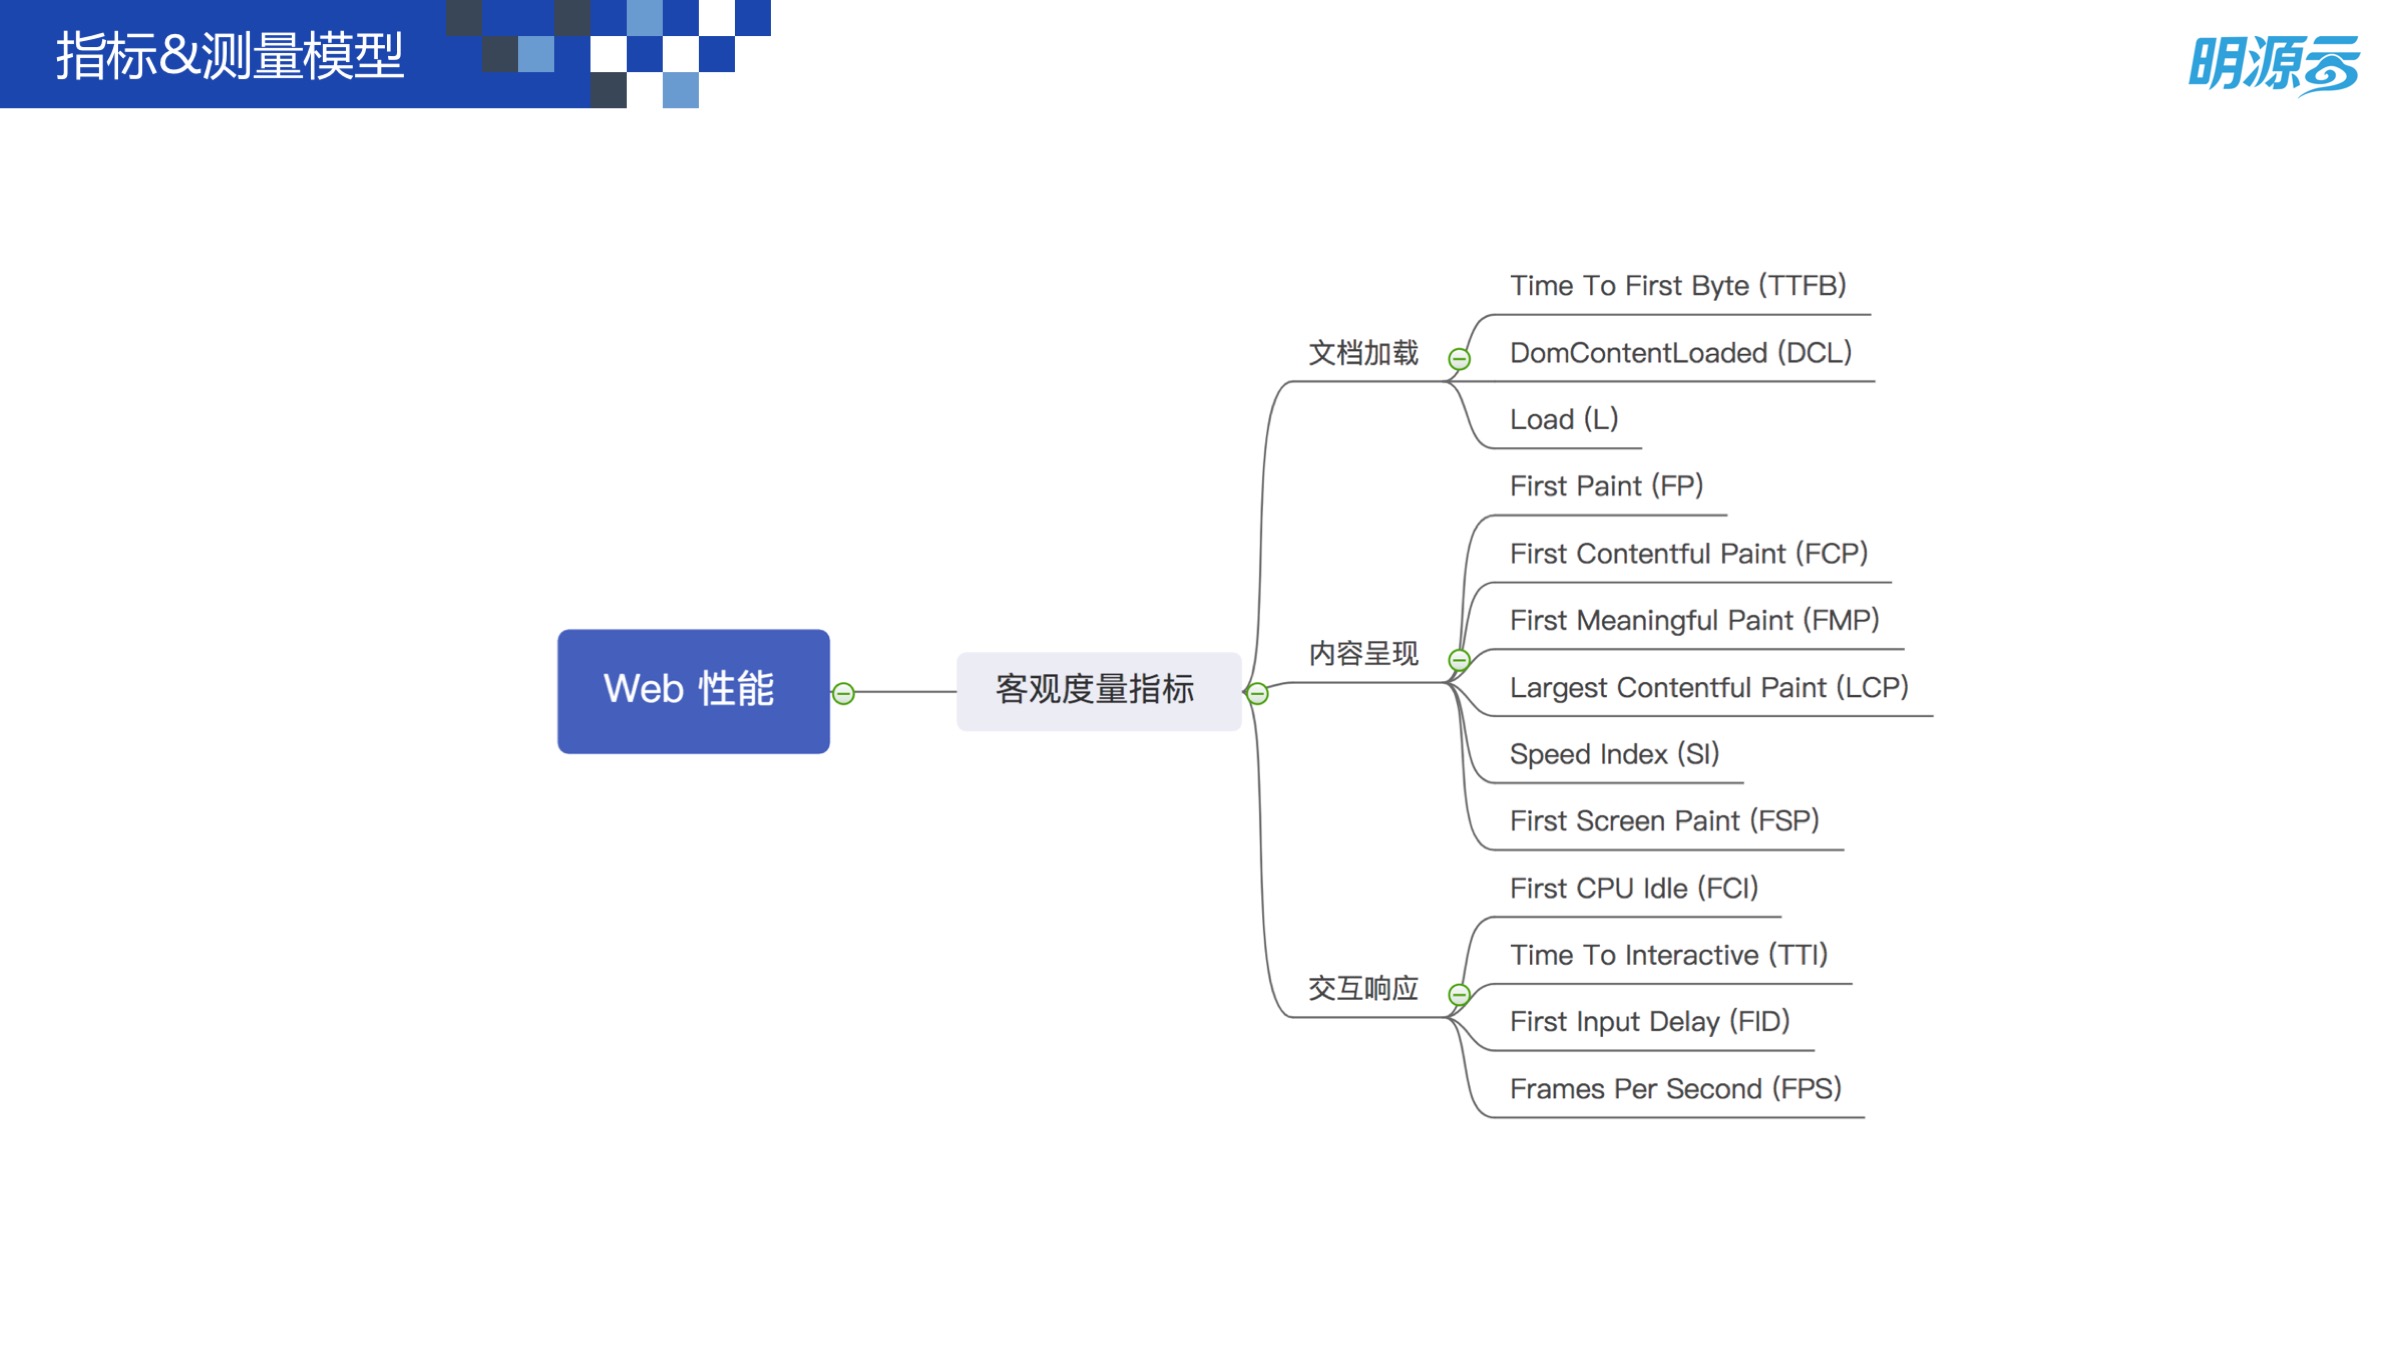 指标&测量模型
明源云
Time To First Byte (TTFB)
文档加载
DomContentLoaded (DCL)
Load (L)
First Paint (FP)
First Contentful Paint (FCP)
First Meaningful Paint (FMP)
内容呈现
Web 性能
客观度量指标
Largest Contentful Paint (LCP)
Speed Index (SI)
First Screen Paint (FSP)
First CPU Idle (FCI)
Time To Interactive (TTI)
交互响应
First Input Delay (FID)
Frames Per Second (FPS)